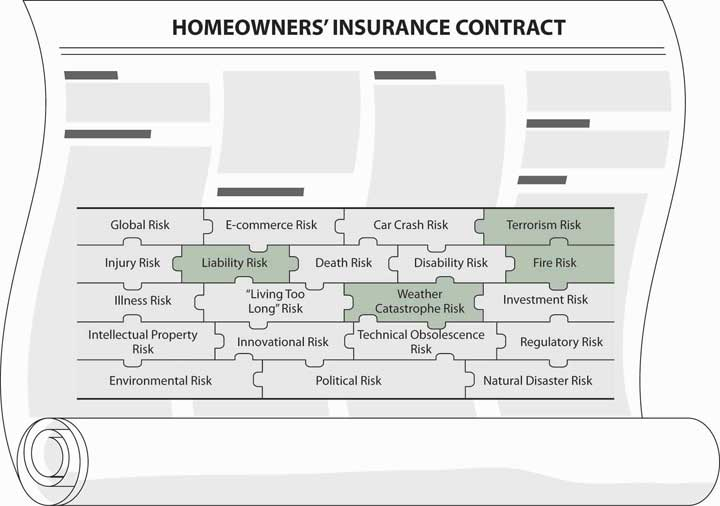 HOMEOWNERS’ INSURANCE CONTRACT
Global Risk
E-commerce Risk
Car Crash Risk
Terrorism Risk
Injury Risk
Liability Risk
Death Risk
Disability Risk
Fire Risk
Illness Risk
“Living Too
Long” Risk
Weather
Catastrophe Risk
Investment Risk
Intellectual Property
Risk
Innovational Risk
Technical Obsolescence
Risk
Regulatory Risk
Environmental Risk
Political Risk
Natural Disaster Risk